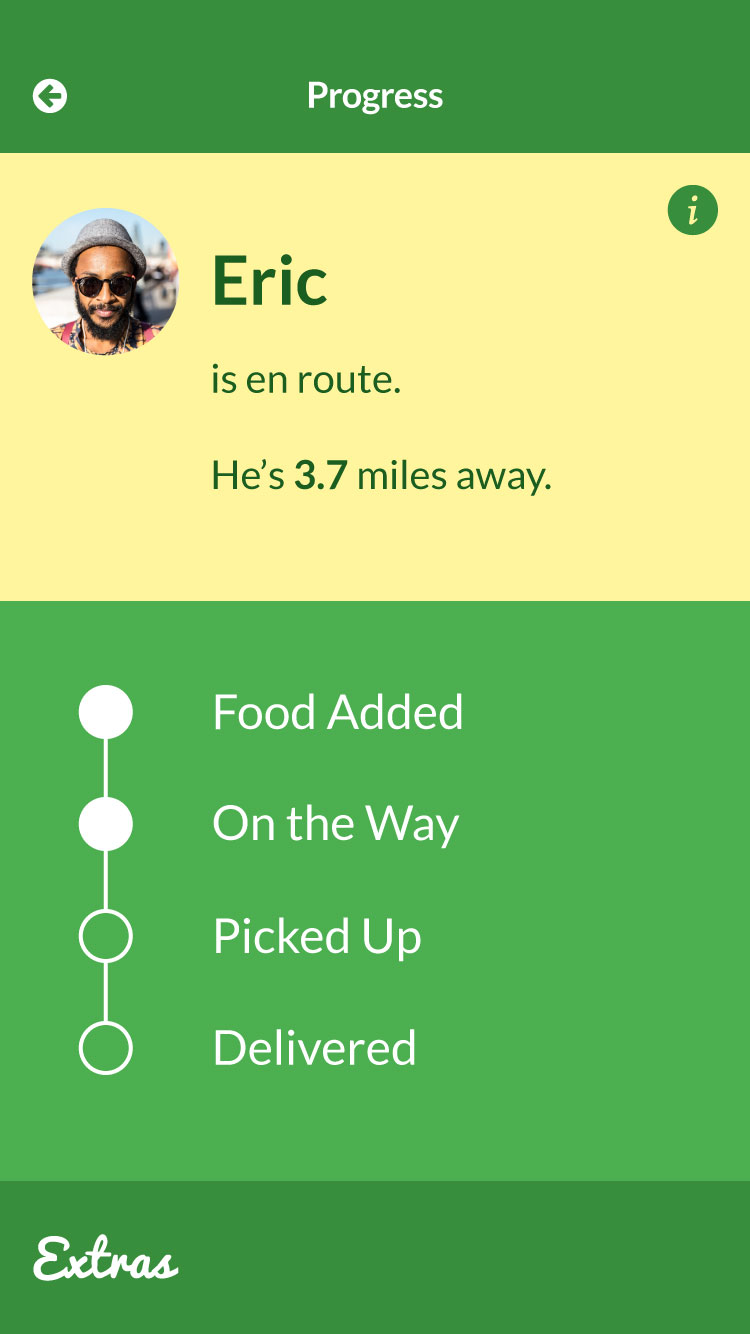 Progress
i
Eric
is en route.
He’s 3.7 miles away.
Food Added
On the Way
Picked Up
Delivered
Extras